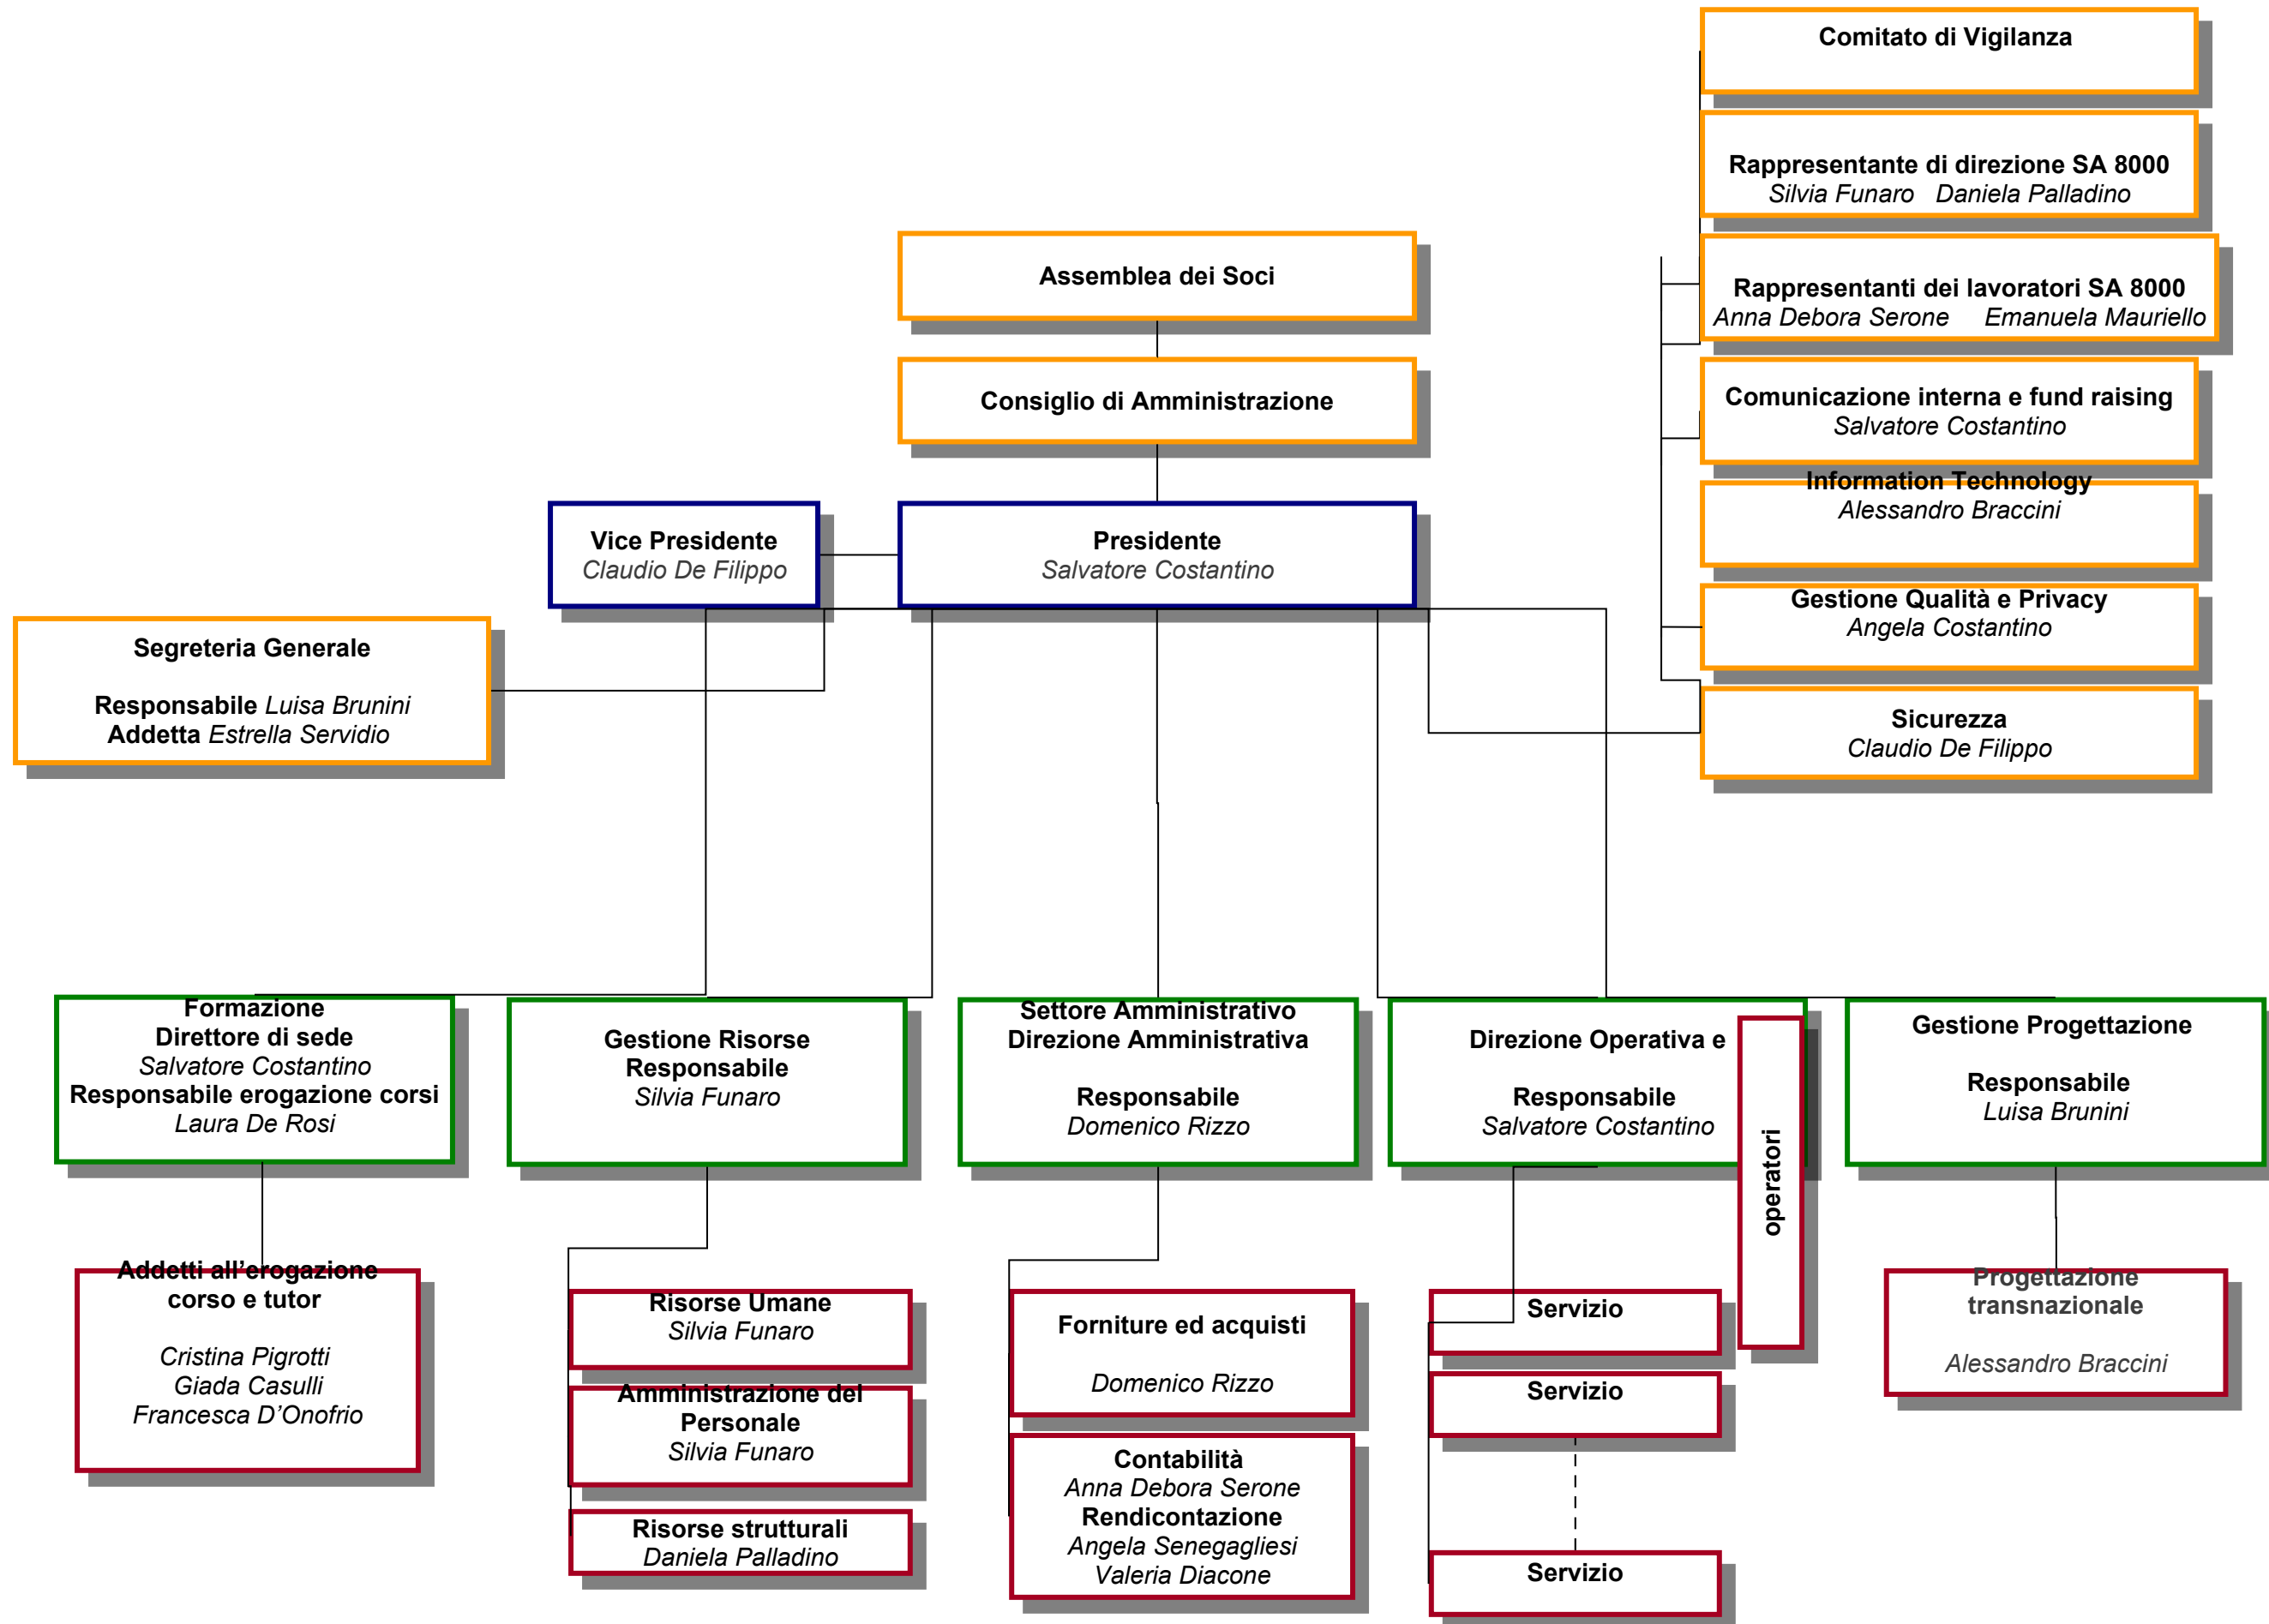 Comitato di Vigilanza
Rappresentante di direzione SA 8000
Silvia Funaro   Daniela Palladino
Assemblea dei Soci
Rappresentanti dei lavoratori SA 8000
Anna Debora Serone     Emanuela Mauriello
Consiglio di Amministrazione
Comunicazione interna e fund raising
Salvatore Costantino
Information Technology
Alessandro Braccini
Vice Presidente
Claudio De Filippo
Presidente
Salvatore Costantino
Gestione Qualità e Privacy
Angela Costantino
Segreteria Generale
Responsabile Luisa Brunini
Addetta Estrella Servidio
Sicurezza
Claudio De Filippo
Formazione
Direttore di sede
Salvatore Costantino
Responsabile erogazione corsi
Laura De Rosi
Gestione Risorse
Responsabile
Silvia Funaro
Settore Amministrativo
Direzione Amministrativa
Responsabile
Domenico Rizzo
Direzione Operativa e
Responsabile
Salvatore Costantino
operatori
Gestione Progettazione
Responsabile
Luisa Brunini
Addetti all’erogazione
corso e tutor
Cristina Pigrotti
Giada Casulli
Francesca D’Onofrio
Risorse Umane
Silvia Funaro
Amministrazione del
Personale
Silvia Funaro
Risorse strutturali
Daniela Palladino
Forniture ed acquisti
Domenico Rizzo
Contabilità
Anna Debora Serone
Rendicontazione
Angela Senegagliesi
Valeria Diacone
Servizio
Servizio
Servizio
Progettazione
transnazionale
Alessandro Braccini